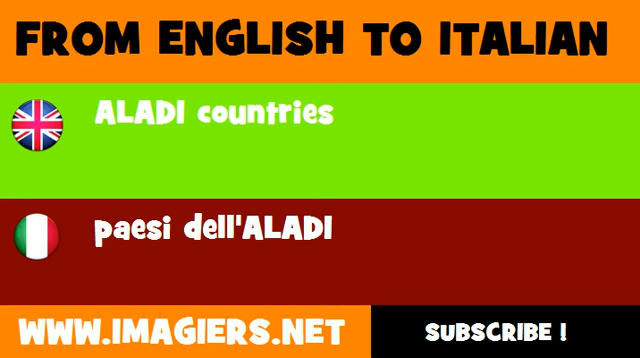 FROM ENGLISH TO ITALIAN
ALADI countries
paesi dell'ALADI
WWW.IMAGIERS.NET
SUBSCRIBE !